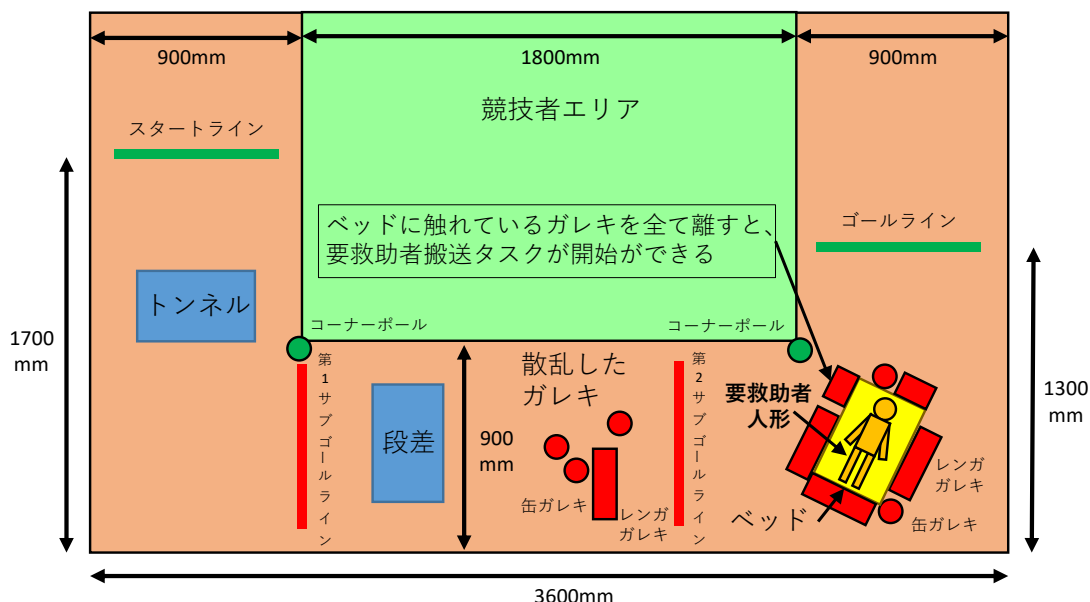 900mm
1800mm
900mm
競技者エリア
スタートライン
ベッドに触れているガレキを全て離すと、
要救助者搬送タスクが開始ができる
ゴールライン
トンネル
コーナーポール
コーナーポール
1700
mm
第1サブゴールライン
散乱した
ガレキ
第2サブゴールライン
要救助者
人形
1300
mm
段差
900
mm
缶ガレキ
レンガ
ガレキ
ベッド
レンガ
ガレキ
缶ガレキ
3600mm